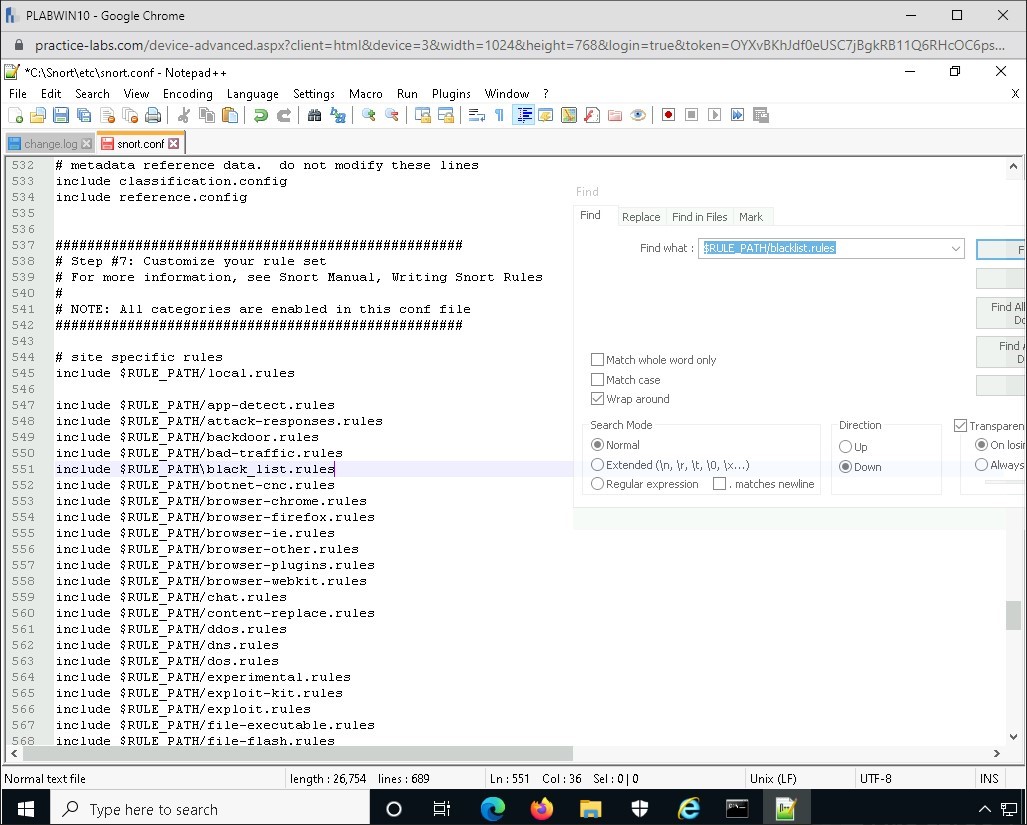 PLABWIN10 - Google Chrome
practice-labs.com/device-advanced.aspx?client=html&device=3&width=1024&height=768&login=true&token=OYXvBKhJdf0eUSC7jBgkRB11Q6RHcOC6ps...
*C:\Snort\etc\snort.conf - Notepad++
File Edit Search View Encoding Language Settings Macro Run Plugins Window ? X
change.log snort.conf
532 # metadata reference data.  do not modify these lines
533 include classification.config
534 include reference.config
535
536
537 ###################################################
538 # Step #7: Customize your rule set
539 # For more information, see Snort Manual, Writing Snort Rules
540 #
541 # NOTE: All categories are enabled in this conf file
542 ###################################################
543
544 # site specific rules
545 include $RULE_PATH/local.rules
546
547 include $RULE_PATH/app-detect.rules
548 include $RULE_PATH/attack-responses.rules
549 include $RULE_PATH/backdoor.rules
550 include $RULE_PATH/bad-traffic.rules
551 include $RULE_PATH\black_list.rules
552 include $RULE_PATH/botnet-cnc.rules
553 include $RULE_PATH/browser-chrome.rules
554 include $RULE_PATH/browser-firefox.rules
555 include $RULE_PATH/browser-ie.rules
556 include $RULE_PATH/browser-other.rules
557 include $RULE_PATH/browser-plugins.rules
558 include $RULE_PATH/browser-webkit.rules
559 include $RULE_PATH/chat.rules
560 include $RULE_PATH/content-replace.rules
561 include $RULE_PATH/ddos.rules
562 include $RULE_PATH/dns.rules
563 include $RULE_PATH/dos.rules
564 include $RULE_PATH/experimental.rules
565 include $RULE_PATH/exploit-kit.rules
566 include $RULE_PATH/exploit.rules
567 include $RULE_PATH/file-executable.rules
568 include $RULE_PATH/file-flash.rules
Find
Find Replace Find in Files Mark
Find what : $RULE_PATH/blacklist.rules
F
Find All
Do
Find A
D
Match whole word only
Match case
Wrap around
Search Mode
Normal
Extended (\n, \r, \t, \0, \x...)
Regular expression . matches newline
Direction
Up
Down
Transparen
On losin
Always
Normal text file length : 26,754 lines : 689 Ln : 551 Col : 36 Sel : 0 | 0 Unix (LF) UTF-8 INS
Type here to search